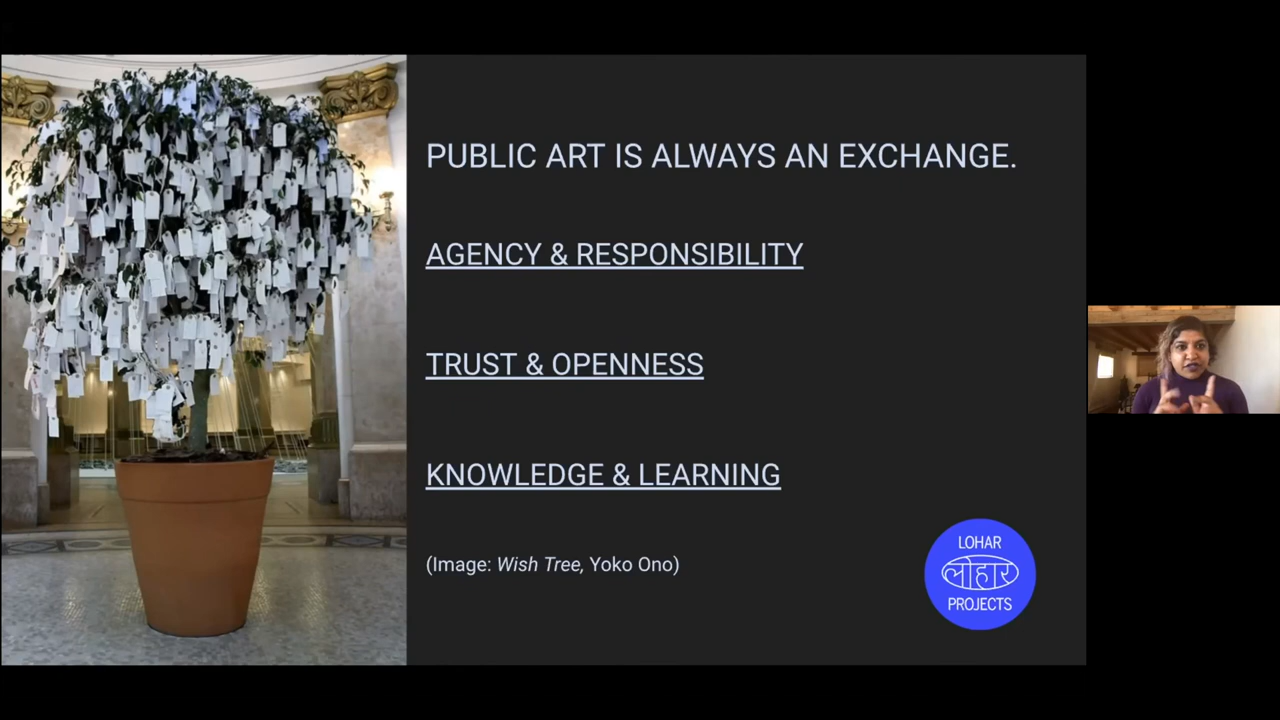 PUBLIC ART IS ALWAYS AN EXCHANGE.
AGENCY & RESPONSIBILITY
TRUST & OPENNESS
KNOWLEDGE & LEARNING
(Image: Wish Tree, Yoko Ono)
LOHAR
लोहार
PROJECTS